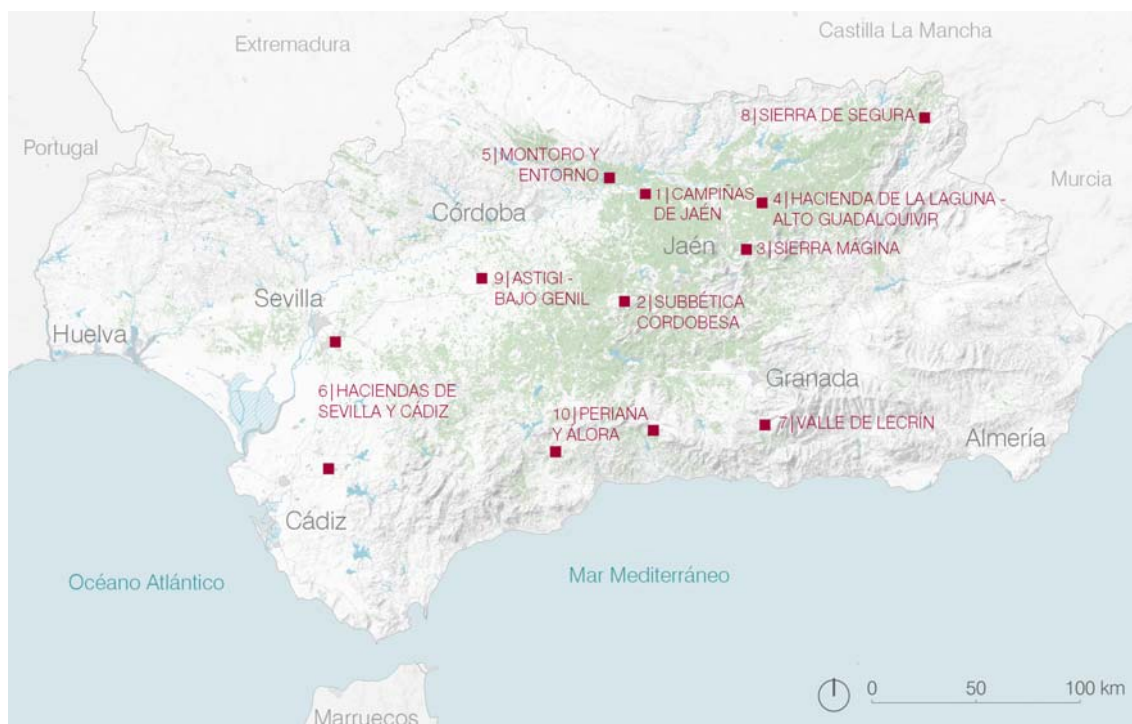 Extremadura
Castilla La Mancha
Portugal
8|SIERRA DE SEGURA
5|MONTORO Y
ENTORNO
1|CAMPIÑAS
DE JAÉN
4|HACIENDA DE LA LAGUNA -
ALTO GUADALQUIVIR
Murcia
Córdoba
Jaén
3|SIERRA MÁGINA
9|ASTIGI -
BAJO GENIL
2|SUBBÉTICA
CORDOBESA
Sevilla
Huelva
6|HACIENDAS DE
SEVILLA Y CÁDIZ
Granada
10|PERIAÑA
Y ÁLORA
7|VALLE DE LECRÍN
Almería
Cádiz
Océano Atlántico
Mar Mediterráneo
0 50 100 km
Marruecos